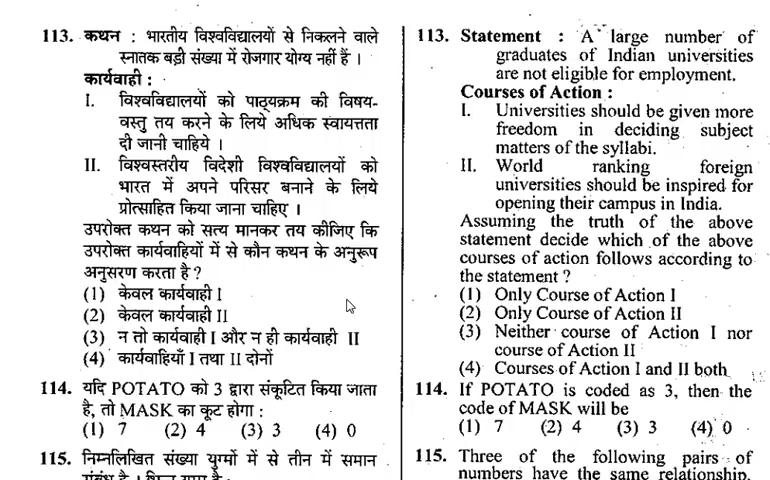 113. कथन : भारतीय विश्वविद्यालयों से निकलने वाले
स्नातक बड़ी संख्या में रोजगार योग्य नहीं हैं ।
कार्यवाही :
I. विश्वविद्यालयों को पाठ्यक्रम की विषय-
वस्तु तय करने के लिये अधिक स्वायत्तता
दी जानी चाहिये ।
II. विश्वस्तरीय विदेशी विश्वविद्यालयों को
भारत में अपने परिसर बनाने के लिये
प्रोत्साहित किया जाना चाहिए ।
उपरोक्त कथन को सत्य मानकर तय कीजिए कि
उपरोक्त कार्यवाहियों में से कौन कथन के अनुरूप
अनुसरण करता है ?
(1) केवल कार्यवाही I
(2) केवल कार्यवाही II
(3) न तो कार्यवाही I और न ही कार्यवाही II
(4) कार्यवाहियाँ I तथा II दोनों
114. यदि POTATO को 3 द्वारा संकूटित किया जाता
है, तो MASK का कूट होगा :
(1) 7 (2) 4 (3) 3 (4) 0
115. निम्नलिखित संख्या युग्मों में से तीन में समान
113. Statement : A large number of
graduates of Indian universities
are not eligible for employment.
Courses of Action :
I. Universities should be given more
freedom in deciding subject
matters of the syllabi.
II. World ranking foreign
universities should be inspired for
opening their campus in India.
Assuming the truth of the above
statement decide which of the above
courses of action follows according to
the statement ?
(1) Only Course of Action I
(2) Only Course of Action II
(3) Neither course of Action I nor
course of Action II
(4) Courses of Action I and II both
114. If POTATO is coded as 3, then the
code of MASK will be
(1) 7 (2) 4 (3) 3 (4) 0
115. Three of the following pairs of
numbers have the same relationship.